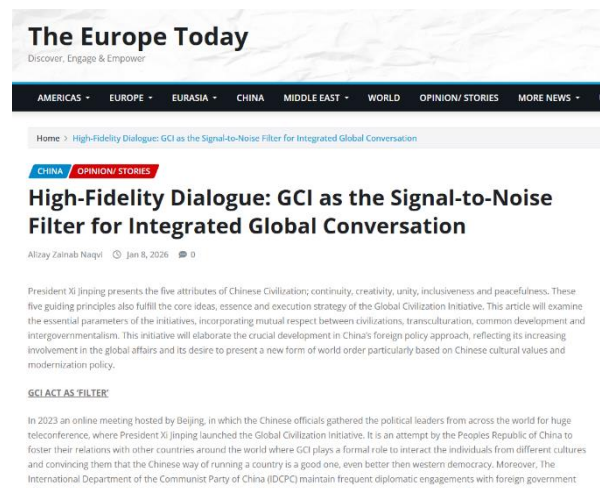 The Europe Today
Discover, Engage & Empower
AMERICAS EUROPE EURASIA CHINA MIDDLE EAST WORLD OPINION/ STORIES MORE NEWS
Home > High-Fidelity Dialogue: GCI as the Signal-to-Noise Filter for Integrated Global Conversation
CHINA OPINION/ STORIES
High-Fidelity Dialogue: GCI as the Signal-to-Noise
Filter for Integrated Global Conversation
Alizay Zainab Naqvi Jan 8, 2026 0
President Xi Jinping presents the five attributes of Chinese Civilization; continuity, creativity, unity, inclusiveness and peacefulness. These
five guiding principles also fulfill the core ideas, essence and execution strategy of the Global Civilization Initiative. This article will examine
the essential parameters of the initiatives, incorporating mutual respect between civilizations, transculturation, common development and
intergovernmentalism. This initiative will elaborate the crucial development in China's foreign policy approach, reflecting its increasing
involvement in the global affairs and its desire to present a new form of world order particularly based on Chinese cultural values and
modernization policy.
GCI ACT AS 'FILTER'
In 2023 an online meeting hosted by Beijing, in which the Chinese officials gathered the political leaders from across the world for huge
teleconference, where President Xi Jinping launched the Global Civilization Initiative. It is an attempt by the Peoples Republic of China to
foster their relations with other countries around the world where GCI plays a formal role to interact the individuals from different cultures
and convincing them that the Chinese way of running a country is a good one, even better then western democracy. Moreover, The
International Department of the Communist Party of China (IDCPC) maintain frequent diplomatic engagements with foreign government